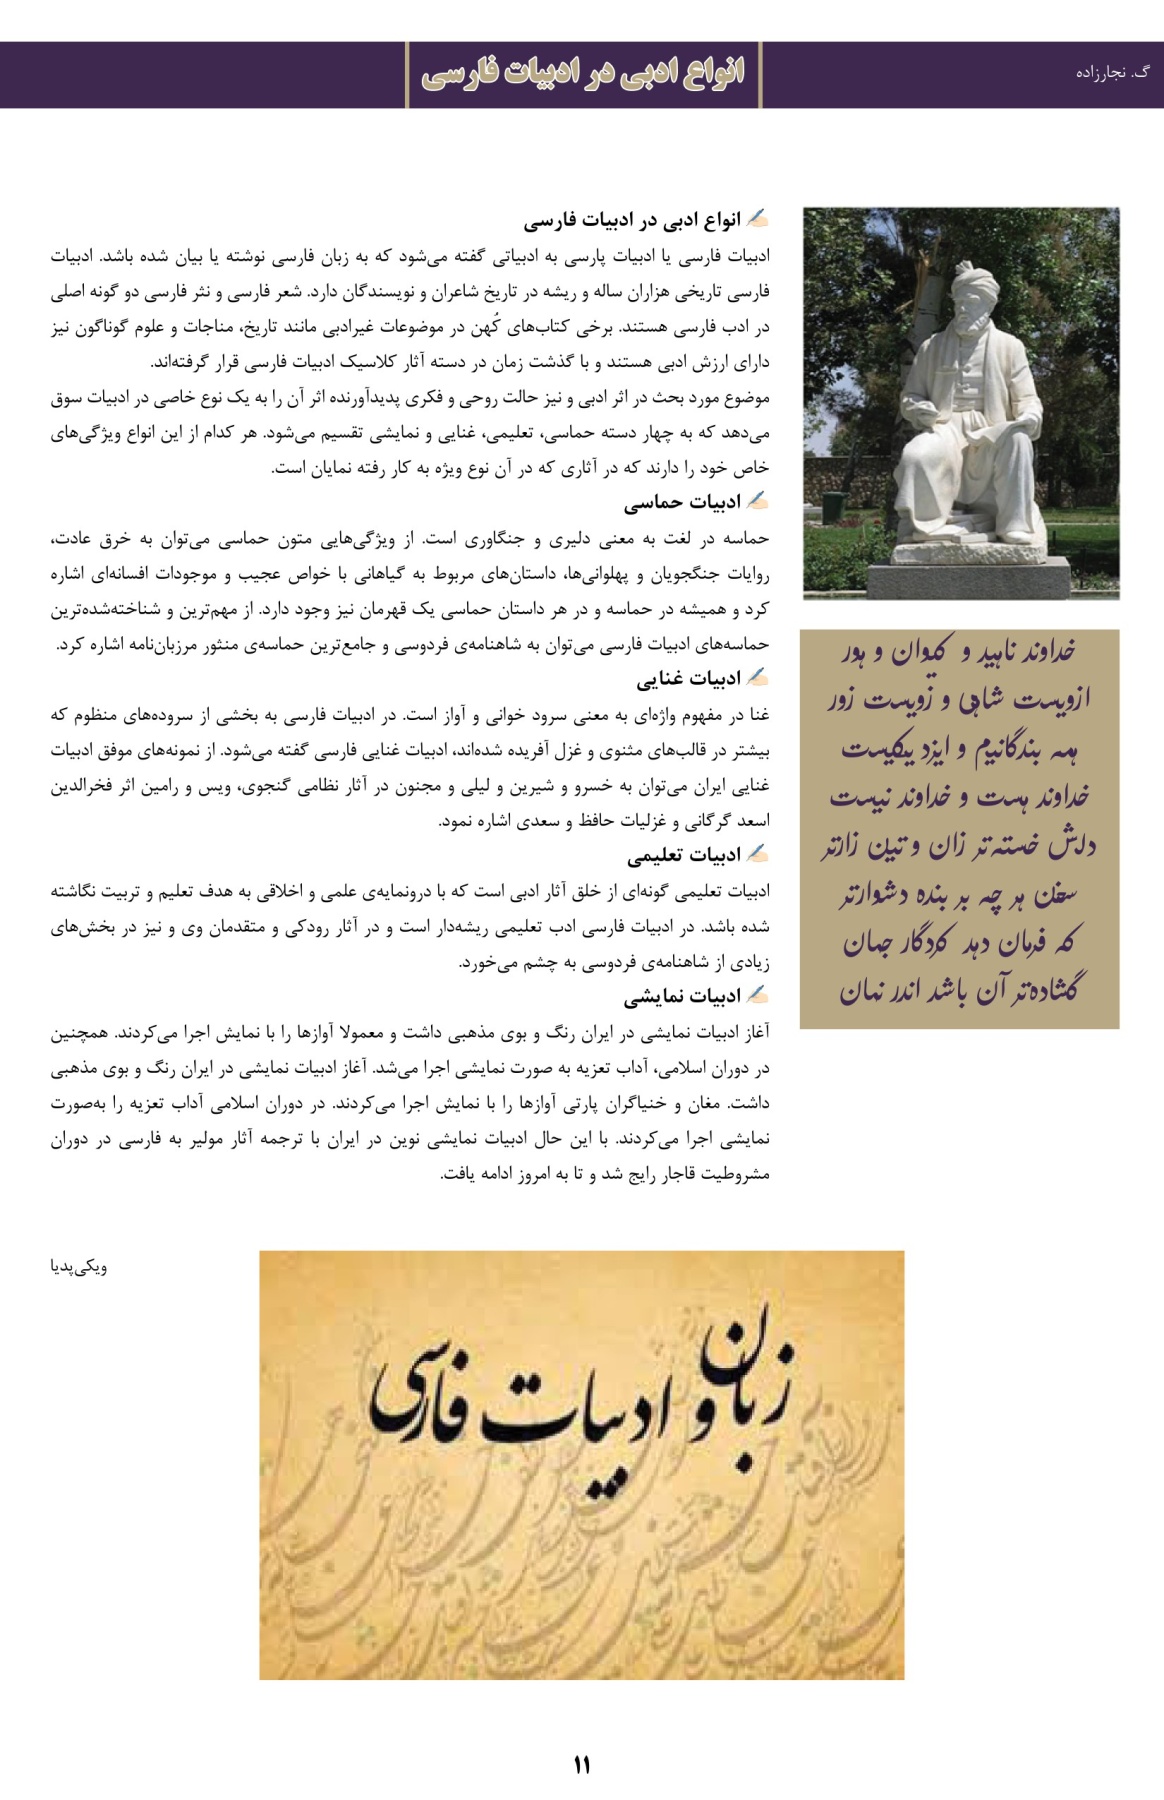 گ. نجارزاده
انواع ادبی در ادبیات فارسی
✍🏻 انواع ادبی در ادبیات فارسی
ادبیات فارسی یا ادبیات پارسی به ادبیاتی گفته می‌شود که به زبان فارسی نوشته یا بیان شده باشد. ادبیات
فارسی تاریخی هزاران ساله و ریشه در تاریخ شاعران و نویسندگان دارد. شعر فارسی و نثر فارسی دو گونه اصلی
در ادب فارسی هستند. برخی کتاب‌های کُهن در موضوعات غیرادبی مانند تاریخ، مناجات و علوم گوناگون نیز
دارای ارزش ادبی هستند و با گذشت زمان در دسته آثار کلاسیک ادبیات فارسی قرار گرفته‌اند.
موضوع مورد بحث در اثر ادبی و نیز حالت روحی و فکری پدیدآورنده اثر آن را به یک نوع خاصی در ادبیات سوق
می‌دهد که به چهار دسته حماسی، تعلیمی، غنایی و نمایشی تقسیم می‌شود. هر کدام از این انواع ویژگی‌های
خاص خود را دارند که در آثاری که در آن نوع ویژه به کار رفته نمایان است.
✍🏻 ادبیات حماسی
حماسه در لغت به معنی دلیری و جنگاوری است. از ویژگی‌هایی متون حماسی می‌توان به خرق عادت،
روایات جنگجویان و پهلوانی‌ها، داستان‌های مربوط به گیاهانی با خواص عجیب و موجودات افسانه‌ای اشاره
کرد و همیشه در حماسه و در هر داستان حماسی یک قهرمان نیز وجود دارد. از مهم‌ترین و شناخته‌شده‌ترین
حماسه‌های ادبیات فارسی می‌توان به شاهنامه‌ی فردوسی و جامع‌ترین حماسه‌ی منثور مرزبان‌نامه اشاره کرد.
✍🏻 ادبیات غنایی
غنا در مفهوم واژه‌ای به معنی سرود خوانی و آواز است. در ادبیات فارسی به بخشی از سروده‌های منظوم که
بیشتر در قالب‌های مثنوی و غزل آفریده شده‌اند، ادبیات غنایی فارسی گفته می‌شود. از نمونه‌های موفق ادبیات
غنایی ایران می‌توان به خسرو و شیرین و لیلی و مجنون در آثار نظامی گنجوی، ویس و رامین اثر فخرالدین
اسعد گرگانی و غزلیات حافظ و سعدی اشاره نمود.
✍🏻 ادبیات تعلیمی
ادبیات تعلیمی گونه‌ای از خلق آثار ادبی است که با درونمایه‌ی علمی و اخلاقی به هدف تعلیم و تربیت نگاشته
شده باشد. در ادبیات فارسی ادب تعلیمی ریشه‌دار است و در آثار رودکی و متقدمان وی و نیز در بخش‌های
زیادی از شاهنامه‌ی فردوسی به چشم می‌خورد.
✍🏻 ادبیات نمایشی
آغاز ادبیات نمایشی در ایران رنگ و بوی مذهبی داشت و معمولا آوازها را با نمایش اجرا می‌کردند. همچنین
در دوران اسلامی، آداب تعزیه به صورت نمایشی اجرا می‌شد. آغاز ادبیات نمایشی در ایران رنگ و بوی مذهبی
داشت. مغان و خنیاگران پارتی آوازها را با نمایش اجرا می‌کردند. در دوران اسلامی آداب تعزیه را به‌صورت
نمایشی اجرا می‌کردند. با این حال ادبیات نمایشی نوین در ایران با ترجمه آثار مولیر به فارسی در دوران
مشروطیت قاجار رایج شد و تا به امروز ادامه یافت.
خداوند ناهید و کیوان و هور
ازویست شاهی و زویست زور
همه بندگانیم و ایزد یکیست
خداوند هست و خداوند نیست
دلش خسته‌تر زان و تین زارتر
سخن هر چه بر بنده دشوارتر
که فرمان دهد کردگار جهان
گشاده‌تر آن باشد اندر نهان
ویکی‌پدیا
زبان و ادبیات فارسی
۱۱